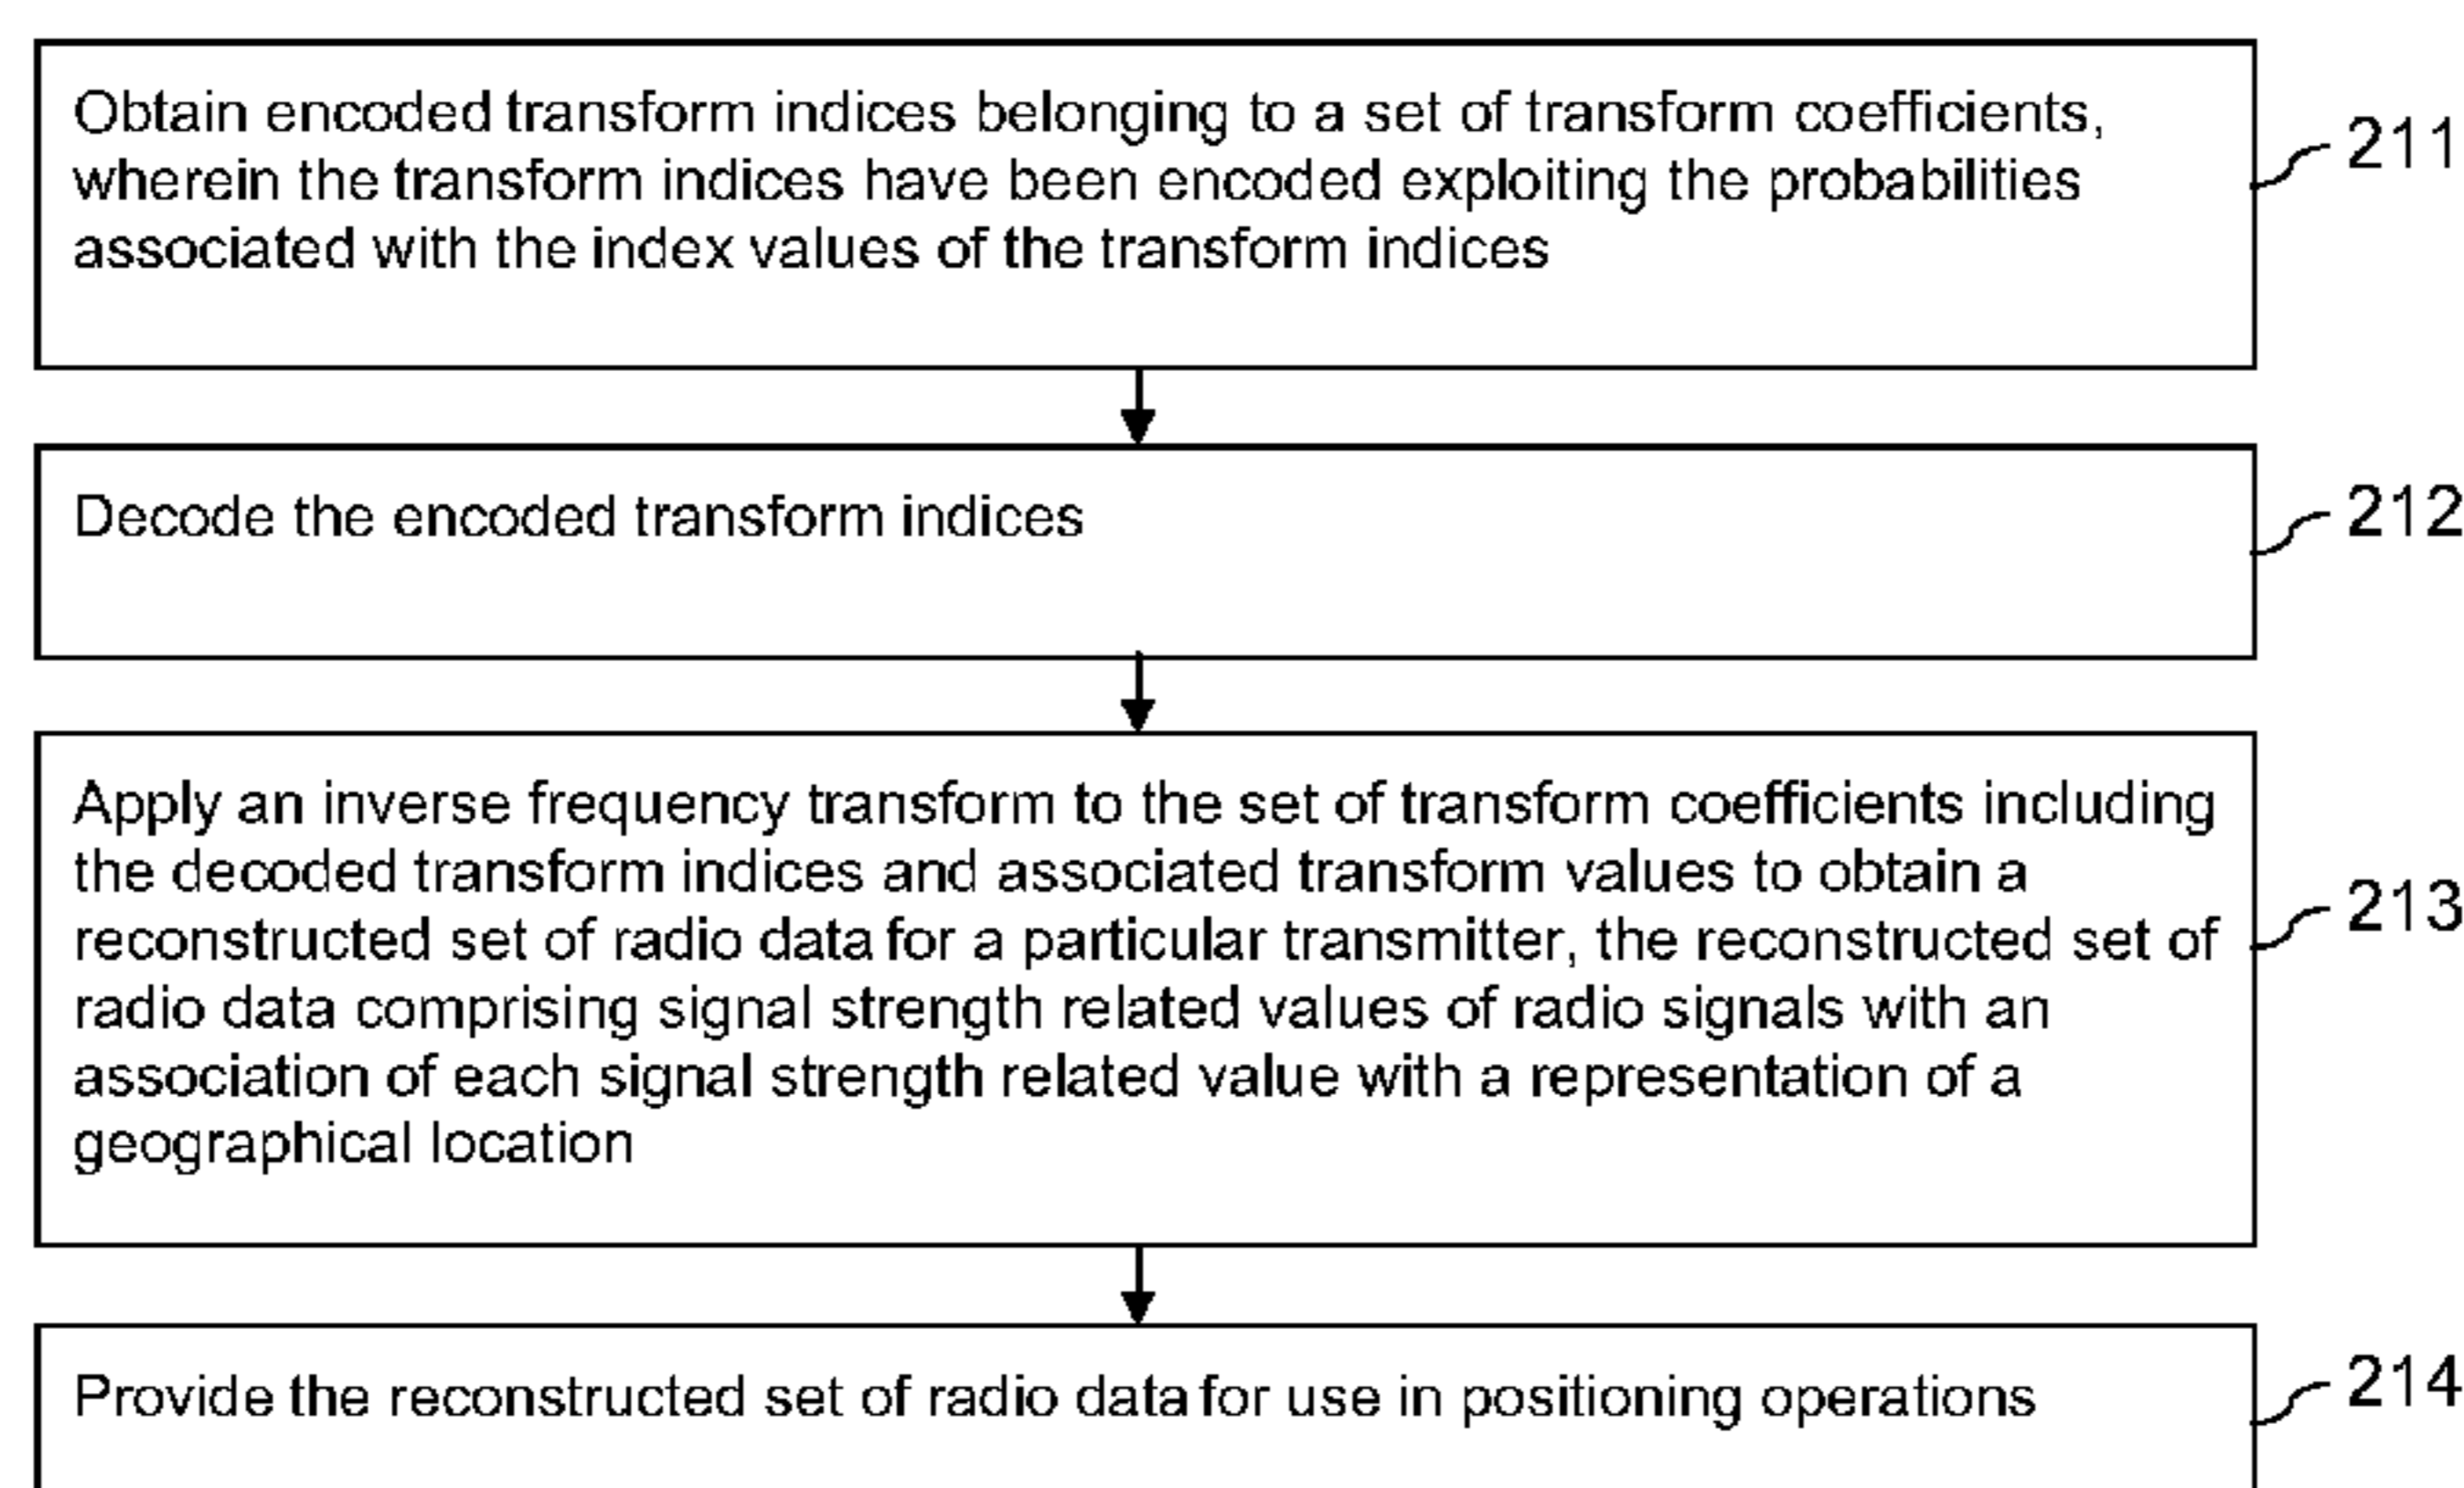 Obtain encoded transform indices belonging to a set of transform coefficients,
wherein the transform indices have been encoded exploiting the probabilities
associated with the index values of the transform indices
211
Decode the encoded transform indices
212
Apply an inverse frequency transform to the set of transform coefficients including
the decoded transform indices and associated transform values to obtain a
reconstructed set of radio data for a particular transmitter, the reconstructed set of
radio data comprising signal strength related values of radio signals with an
association of each signal strength related value with a representation of a
geographical location
213
Provide the reconstructed set of radio data for use in positioning operations
214